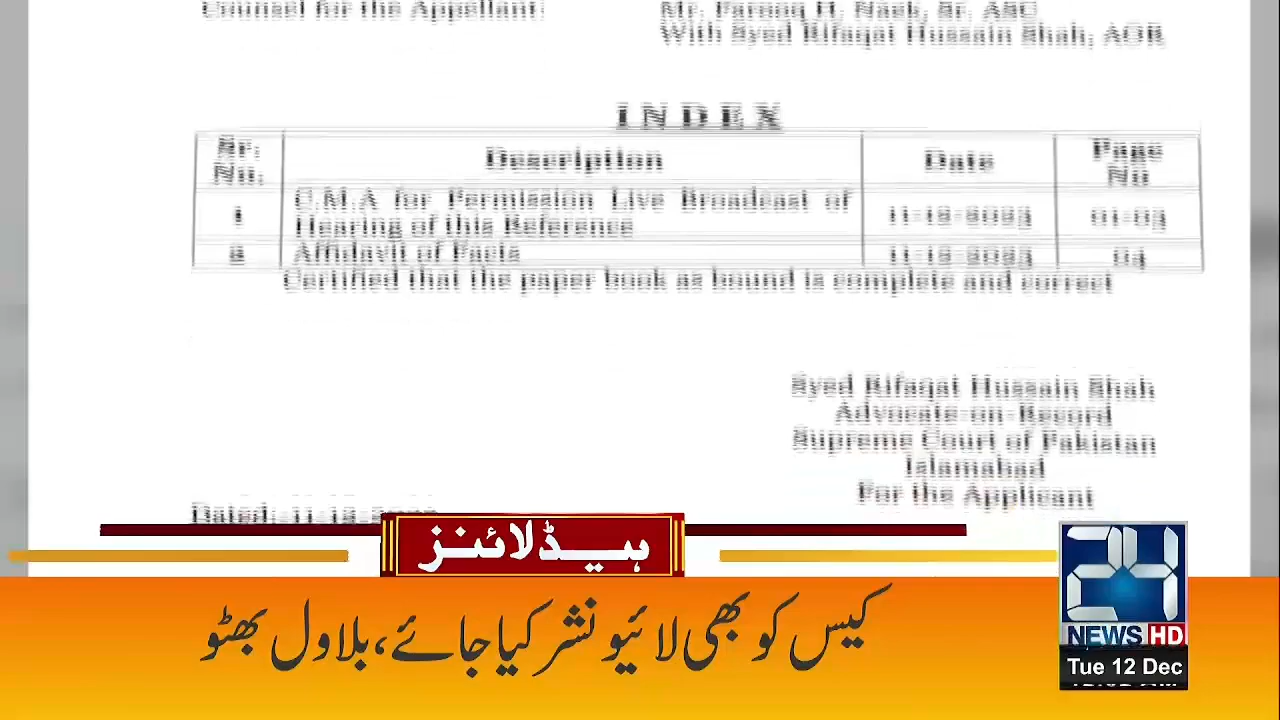 Counsel for the Appellant:
Mr. Farooq H. Naek, Sr. ASC
With Syed Rifaqat Hussain Shah, AOR
INDEX
Sr. No. Description Date Page No
1 C.M.A for Permission Live Broadcast of Hearing of this Reference 11-12-2023 01-03
2 Affidavit of Facts 11-12-2023 04
Certified that the paper book as bound is complete and correct
Syed Rifaqat Hussain Shah
Advocate-on-Record
Supreme Court of Pakistan
Islamabad
For the Applicant
Dated: 11-12-2023
ہیڈلائنز
کیس کو بھی لائیو نشر کیا جائے، بلاول بھٹو
24
NEWS HD
Tue 12 Dec